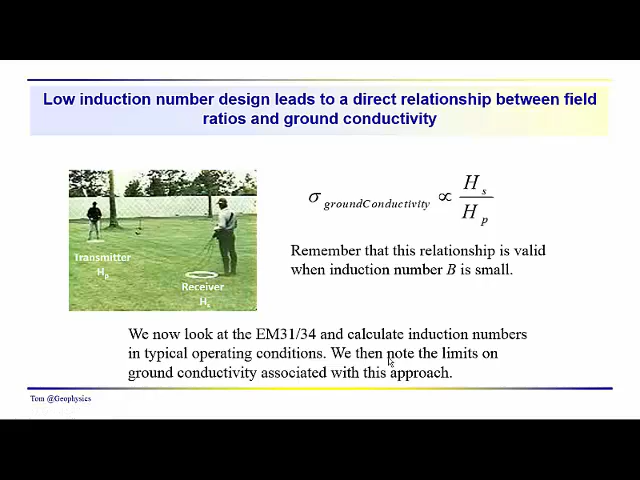 Low induction number design leads to a direct relationship between field
ratios and ground conductivity
σ groundConductivity ∝ H s / H p
Transmitter
Hp
Receiver
Hs
Remember that this relationship is valid
when induction number B is small.
We now look at the EM31/34 and calculate induction numbers
in typical operating conditions. We then note the limits on
ground conductivity associated with this approach.
Tom @Geophysics